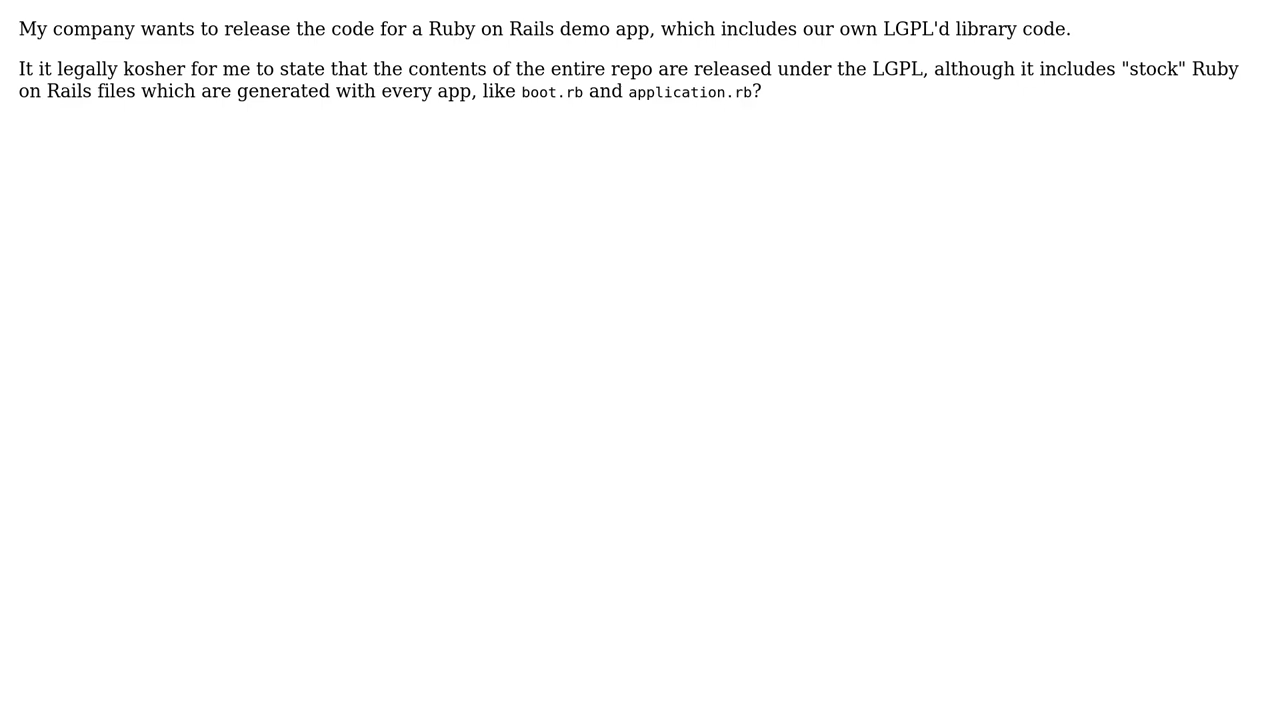 My company wants to release the code for a Ruby on Rails demo app, which includes our own LGPL'd library code.
It it legally kosher for me to state that the contents of the entire repo are released under the LGPL, although it includes "stock" Ruby
on Rails files which are generated with every app, like boot.rb and application.rb?